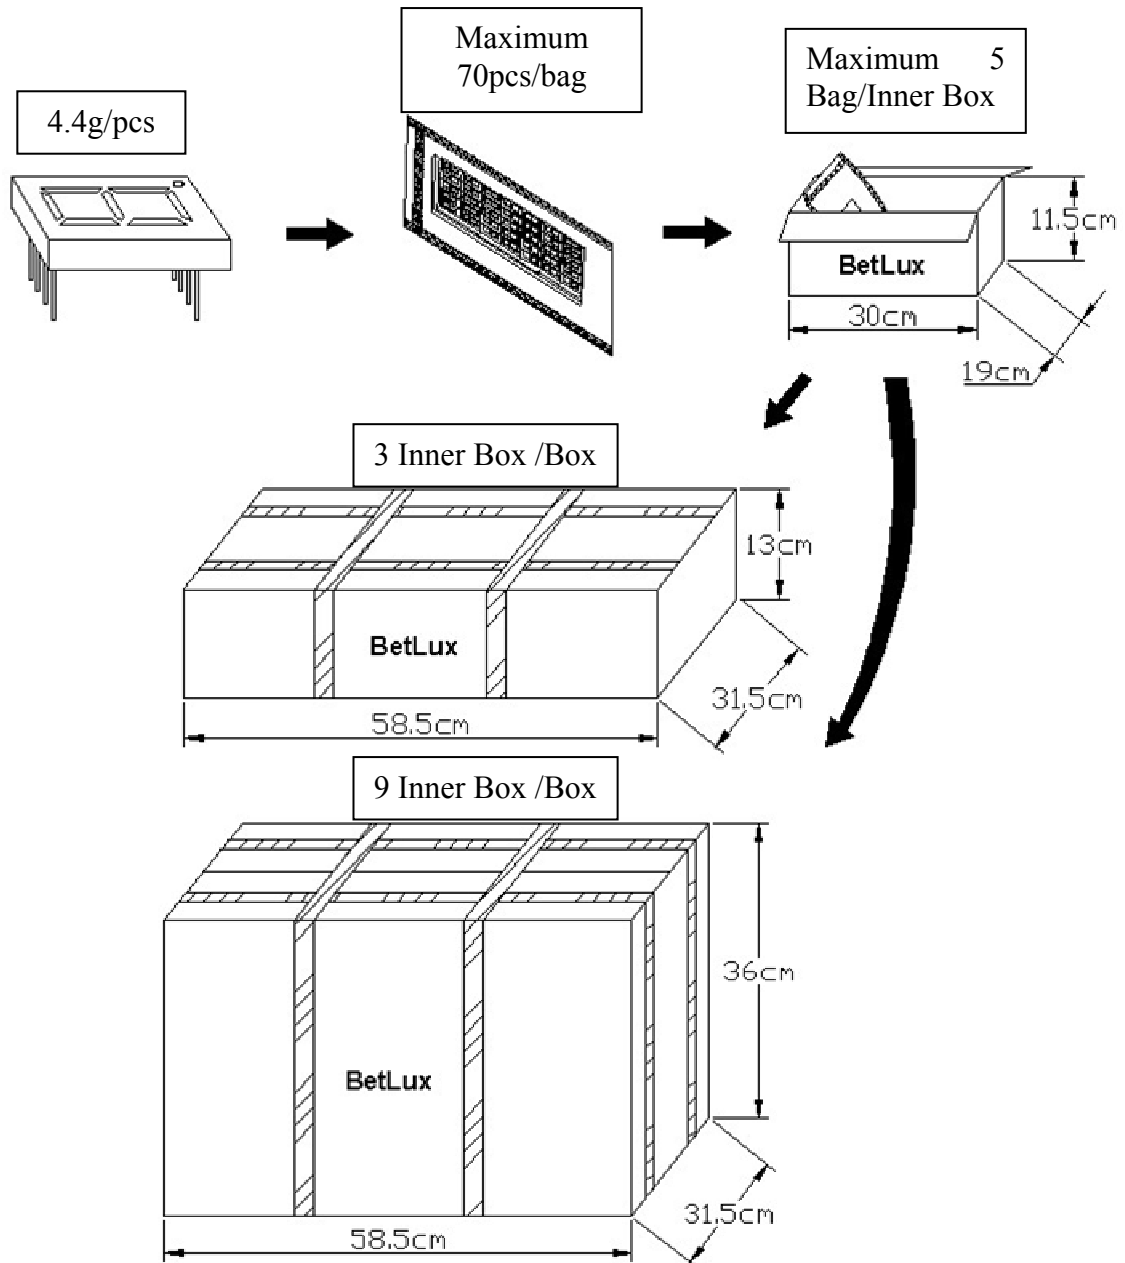 4.4g/pcs
Maximum
70pcs/bag
Maximum 5
Bag/Inner Box
BetLux
11.5cm
30cm
19cm
3 Inner Box /Box
BetLux
13cm
31.5cm
58.5cm
9 Inner Box /Box
BetLux
36cm
31.5cm
58.5cm